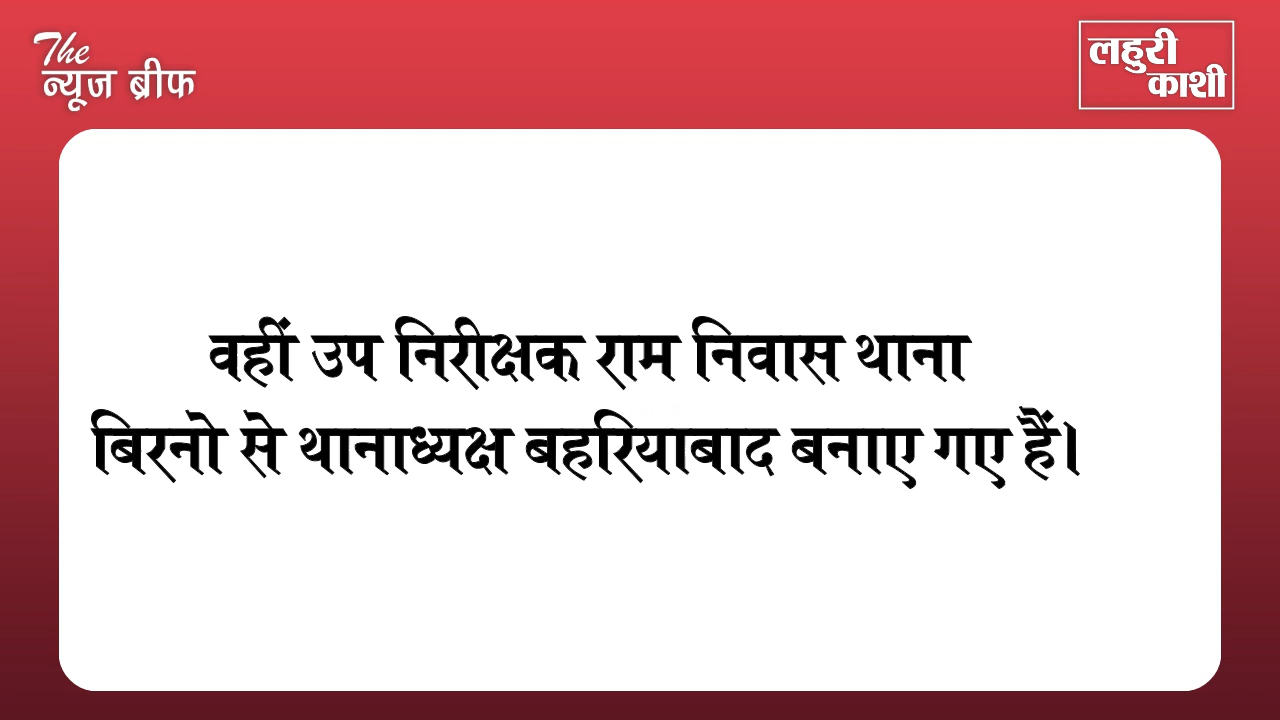 The
न्यूज ब्रीफ
लहुरी
काशी
वहीं उप निरीक्षक राम निवास थाना
बिरनो से थानाध्यक्ष बहरियाबाद बनाए गए हैं।